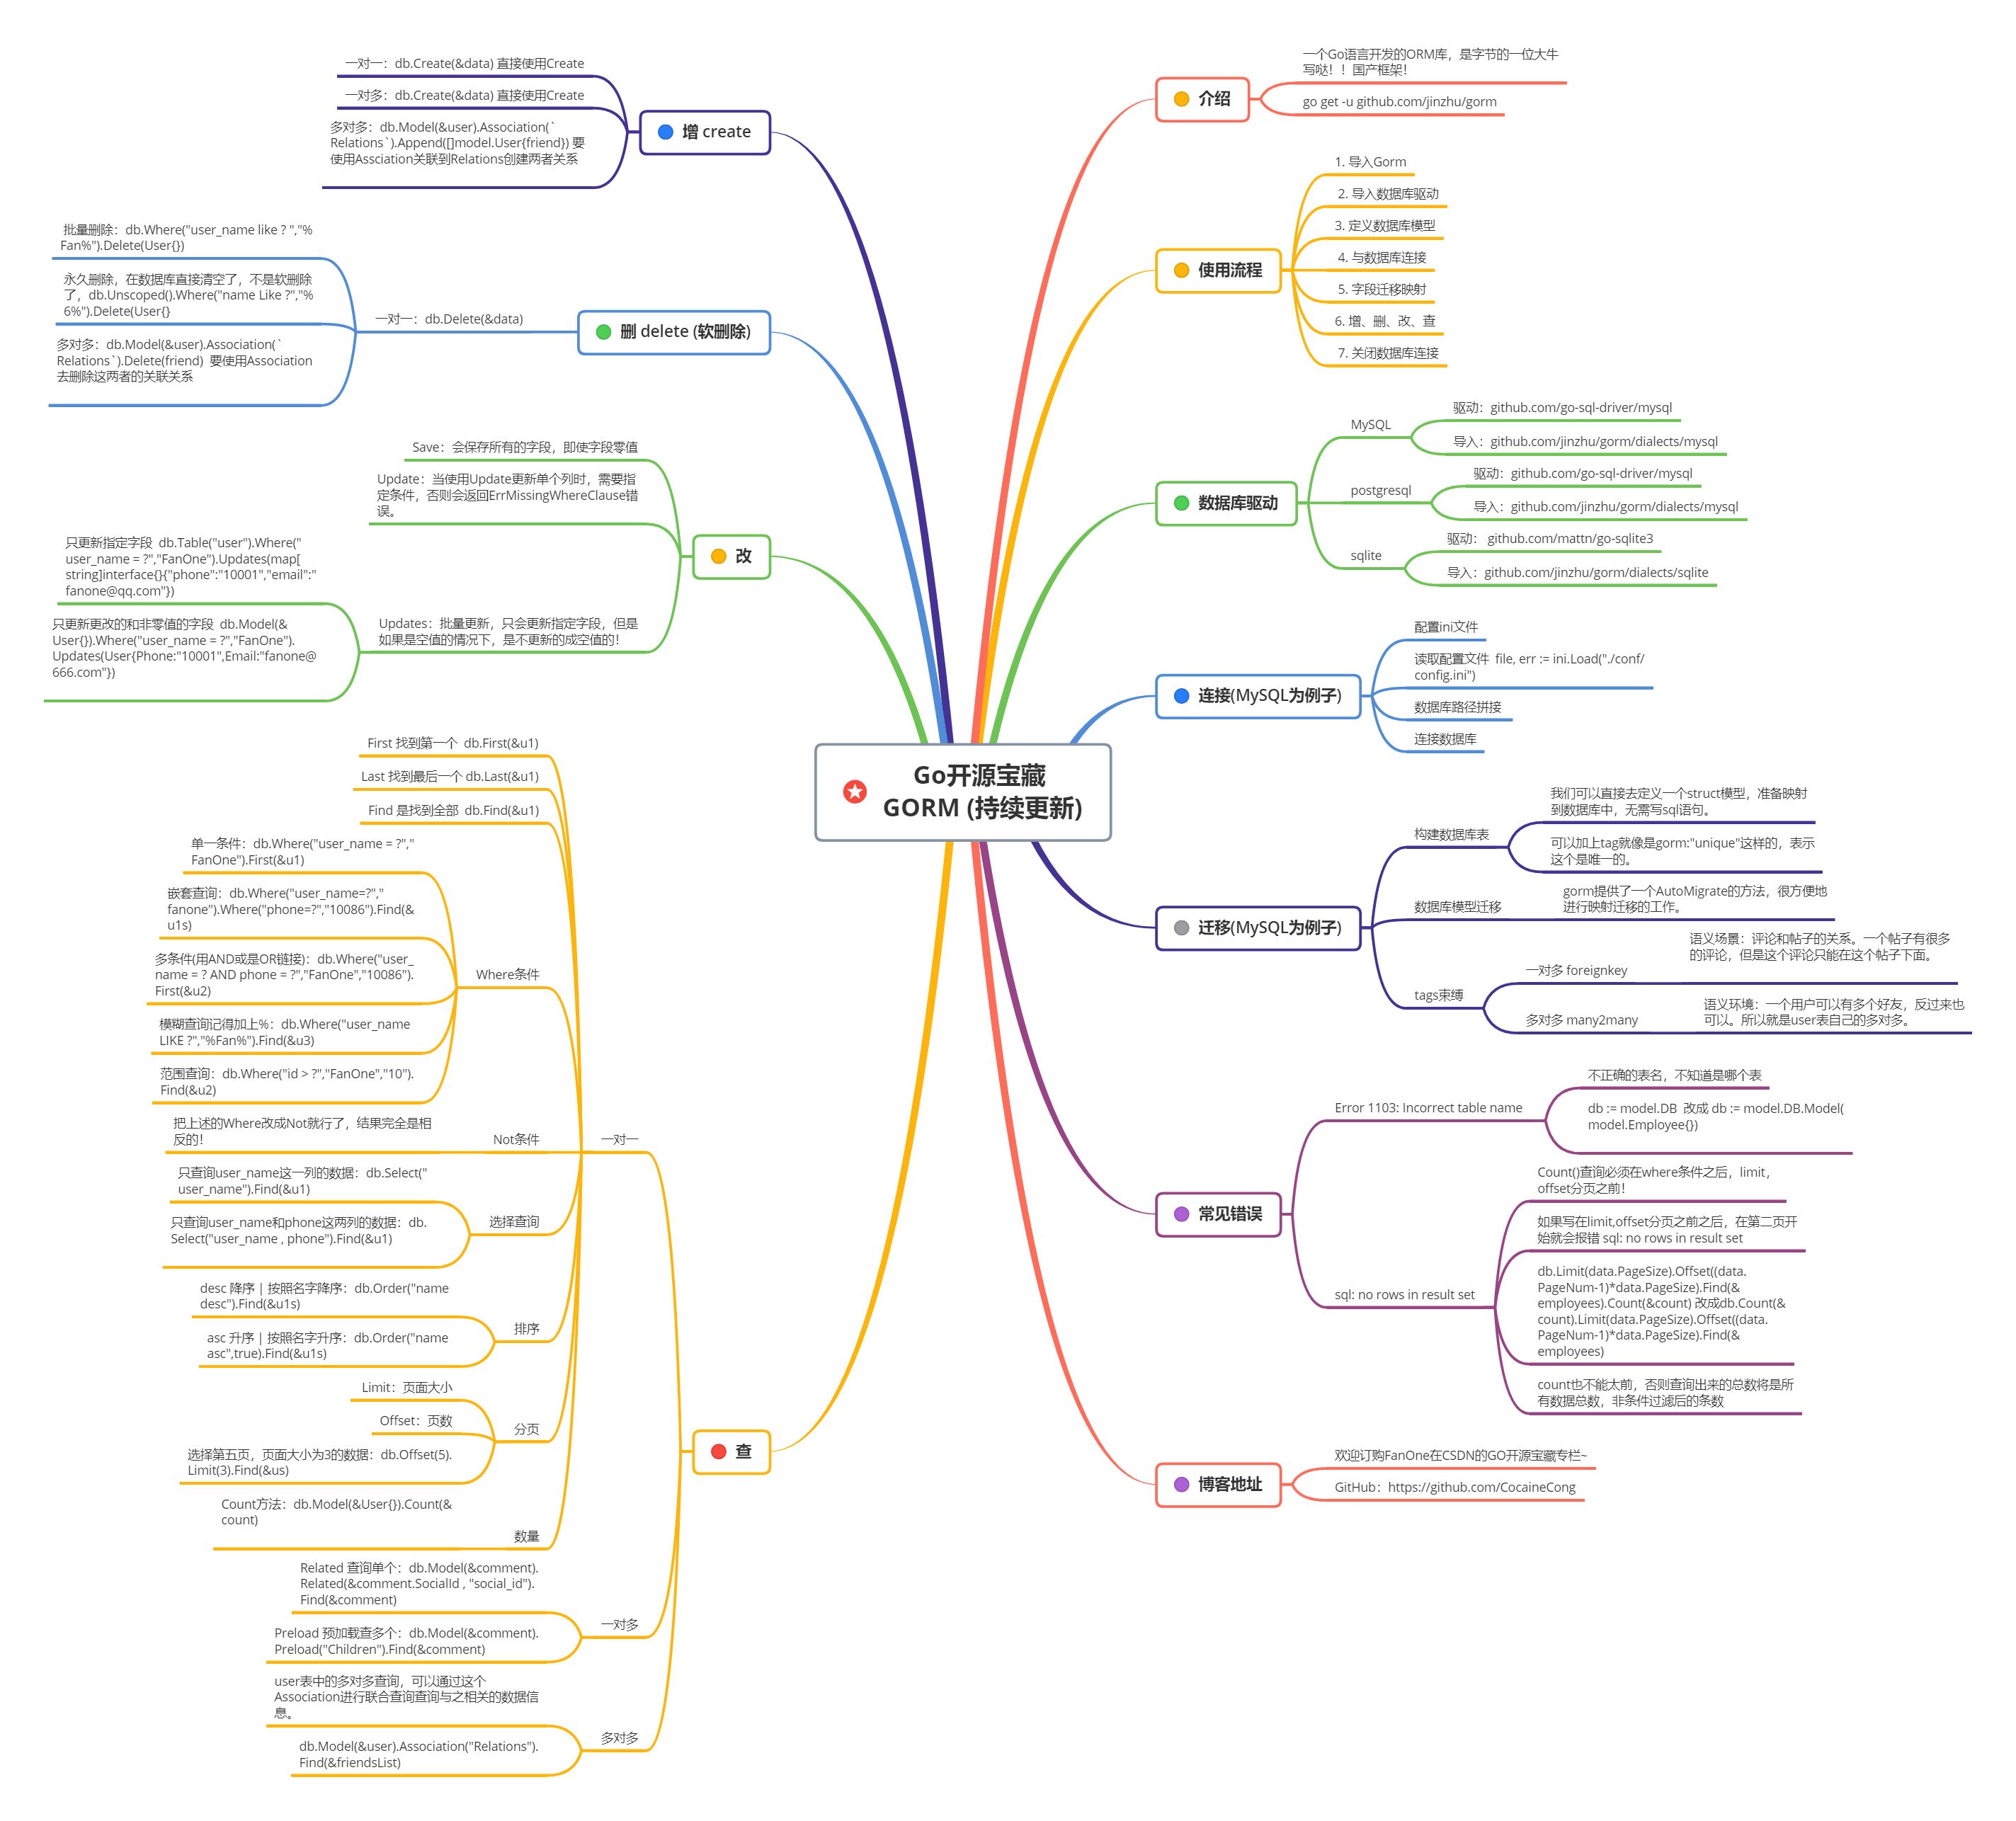 Go开源宝藏
GORM (持续更新)
介绍
一个Go语言开发的ORM库，是字节的一位大牛
写哒！！国产框架！
go get -u github.com/jinzhu/gorm
使用流程
1. 导入Gorm
2. 导入数据库驱动
3. 定义数据库模型
4. 与数据库连接
5. 字段迁移映射
6. 增、删、改、查
7. 关闭数据库连接
数据库驱动
MySQL
驱动：github.com/go-sql-driver/mysql
导入：github.com/jinzhu/gorm/dialects/mysql
postgresql
驱动：github.com/go-sql-driver/mysql
导入：github.com/jinzhu/gorm/dialects/mysql
sqlite
驱动： github.com/mattn/go-sqlite3
导入：github.com/jinzhu/gorm/dialects/sqlite
连接(MySQL为例子)
配置ini文件
读取配置文件 file, err := ini.Load("./conf/
config.ini")
数据库路径拼接
连接数据库
迁移(MySQL为例子)
构建数据库表
我们可以直接去定义一个struct模型，准备映射
到数据库中，无需写sql语句。
可以加上tag就像是gorm:"unique"这样的，表示
这个是唯一的。
数据库模型迁移
gorm提供了一个AutoMigrate的方法，很方便地
进行映射迁移的工作。
tags束缚
一对多 foreignkey
语义场景：评论和帖子的关系。一个帖子有很多
的评论，但是这个评论只能在这个帖子下面。
多对多 many2many
语义环境：一个用户可以有多个好友，反过来也
可以。所以就是user表自己的多对多。
常见错误
Error 1103: Incorrect table name
不正确的表名，不知道是哪个表
db := model.DB 改成 db := model.DB.Model(
model.Employee{})
sql: no rows in result set
Count()查询必须在where条件之后，limit，
offset分页之前！
如果写在limit,offset分页之前之后，在第二页开
始就会报错 sql: no rows in result set
db.Limit(data.PageSize).Offset((data.
PageNum-1)*data.PageSize).Find(&
employees).Count(&count) 改成db.Count(&
count).Limit(data.PageSize).Offset((data.
PageNum-1)*data.PageSize).Find(&
employees)
count也不能太前，否则查询出来的总数将是所
有数据总数，非条件过滤后的条数
博客地址
欢迎订购FanOne在CSDN的GO开源宝藏专栏~
GitHub：https://github.com/CocaineCong
增 create
一对一：db.Create(&data) 直接使用Create
一对多：db.Create(&data) 直接使用Create
多对多：db.Model(&user).Association(`
Relations`).Append([]model.User{friend}) 要
使用Assciation关联到Relations创建两者关系
删 delete (软删除)
一对一：db.Delete(&data)
批量删除：db.Where("user_name like ? ","%
Fan%").Delete(User{})
永久删除，在数据库直接清空了，不是软删除
了，db.Unscoped().Where("name Like ?","%
6%").Delete(User{}
多对多：db.Model(&user).Association(`
Relations`).Delete(friend) 要使用Association
去删除这两者的关联关系
改
Save：会保存所有的字段，即使字段零值
Update：当使用Update更新单个列时，需要指
定条件，否则会返回ErrMissingWhereClause错
误。
Updates：批量更新，只会更新指定字段，但是
如果是空值的情况下，是不更新的成空值的！
只更新指定字段 db.Table("user").Where("
user_name = ?","FanOne").Updates(map[
string]interface{}{"phone":"10001","email":"
fanone@qq.com"})
只更新更改的和非零值的字段 db.Model(&
User{}).Where("user_name = ?","FanOne").
Updates(User{Phone:"10001",Email:"fanone@
666.com"})
查
一对一
First 找到第一个 db.First(&u1)
Last 找到最后一个 db.Last(&u1)
Find 是找到全部 db.Find(&u1)
Where条件
单一条件：db.Where("user_name = ?","
FanOne").First(&u1)
嵌套查询：db.Where("user_name=?","
fanone").Where("phone=?","10086").Find(&
u1s)
多条件(用AND或是OR链接)：db.Where("user_
name = ? AND phone = ?","FanOne","10086").
First(&u2)
模糊查询记得加上%：db.Where("user_name
LIKE ?","%Fan%").Find(&u3)
范围查询：db.Where("id > ?","FanOne","10").
Find(&u2)
Not条件
把上述的Where改成Not就行了，结果完全是相
反的！
选择查询
只查询user_name这一列的数据：db.Select("
user_name").Find(&u1)
只查询user_name和phone这两列的数据：db.
Select("user_name , phone").Find(&u1)
排序
desc 降序 | 按照名字降序：db.Order("name
desc").Find(&u1s)
asc 升序 | 按照名字升序：db.Order("name
asc",true).Find(&u1s)
分页
Limit：页面大小
Offset：页数
选择第五页，页面大小为3的数据：db.Offset(5).
Limit(3).Find(&us)
数量
Count方法：db.Model(&User{}).Count(&
count)
一对多
Related 查询单个：db.Model(&comment).
Related(&comment.SocialId , "social_id").
Find(&comment)
Preload 预加载查多个：db.Model(&comment).
Preload("Children").Find(&comment)
多对多
user表中的多对多查询，可以通过这个
Association进行联合查询查询与之相关的数据信
息。
db.Model(&user).Association("Relations").
Find(&friendsList)